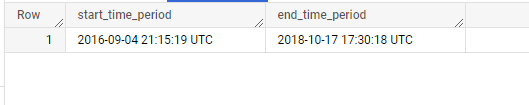 Row start_time_period end_time_period
1 2016-09-04 21:15:19 UTC 2018-10-17 17:30:18 UTC